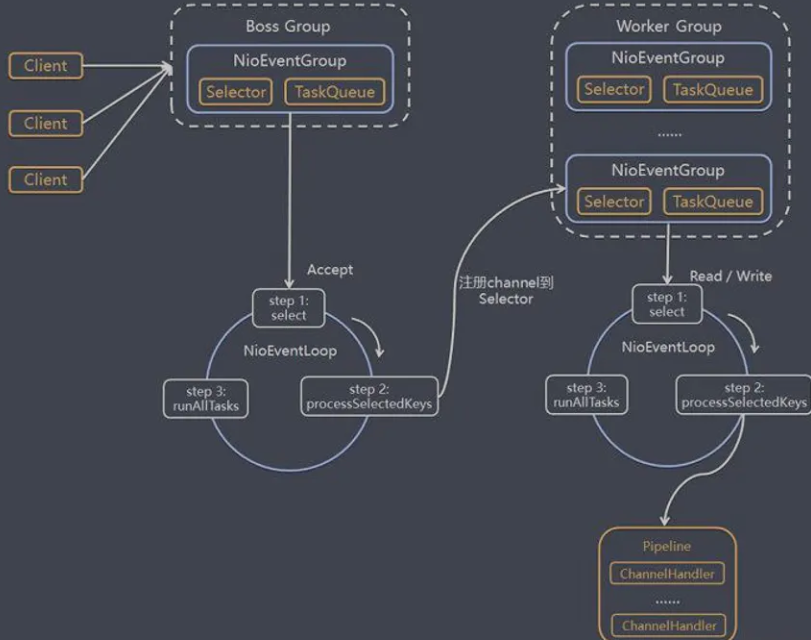 Client
Client
Client
Boss Group
NioEventGroup
Selector
TaskQueue
Accept
step 1:
select
NioEventLoop
step 2:
processSelectedKeys
step 3:
runAllTasks
注册channel到
Selector
Worker Group
NioEventGroup
Selector
TaskQueue
......
NioEventGroup
Selector
TaskQueue
Read / Write
step 1:
select
NioEventLoop
step 2:
processSelectedKeys
step 3:
runAllTasks
Pipeline
ChannelHandler
......
ChannelHandler